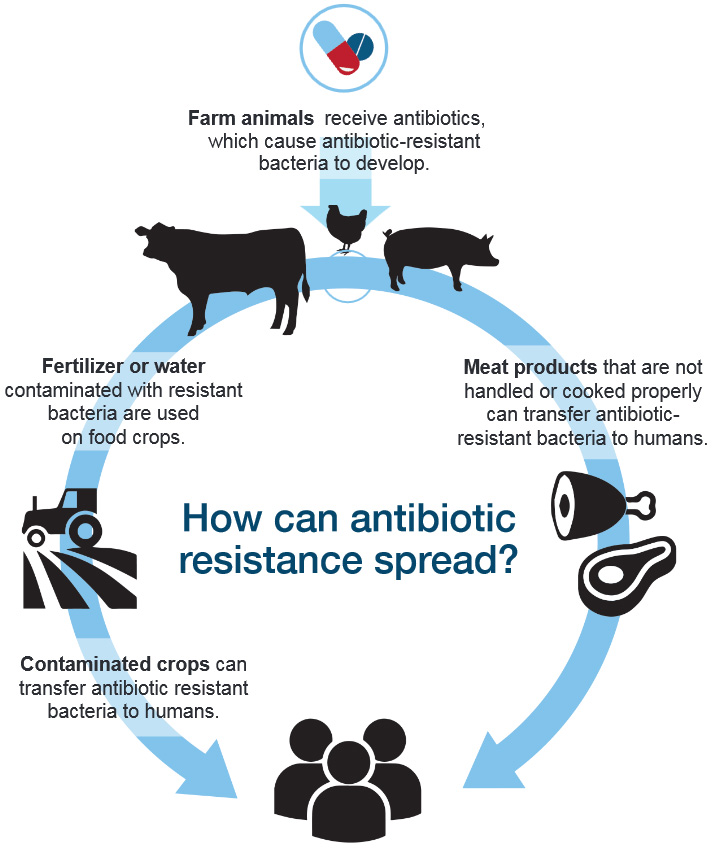 Farm animals receive antibiotics,
which cause antibiotic-resistant
bacteria to develop.
Fertilizer or water
contaminated with resistant
bacteria are used
on food crops.
Meat products that are not
handled or cooked properly
can transfer antibiotic-
resistant bacteria to humans.
How can antibiotic
resistance spread?
Contaminated crops can
transfer antibiotic resistant
bacteria to humans.